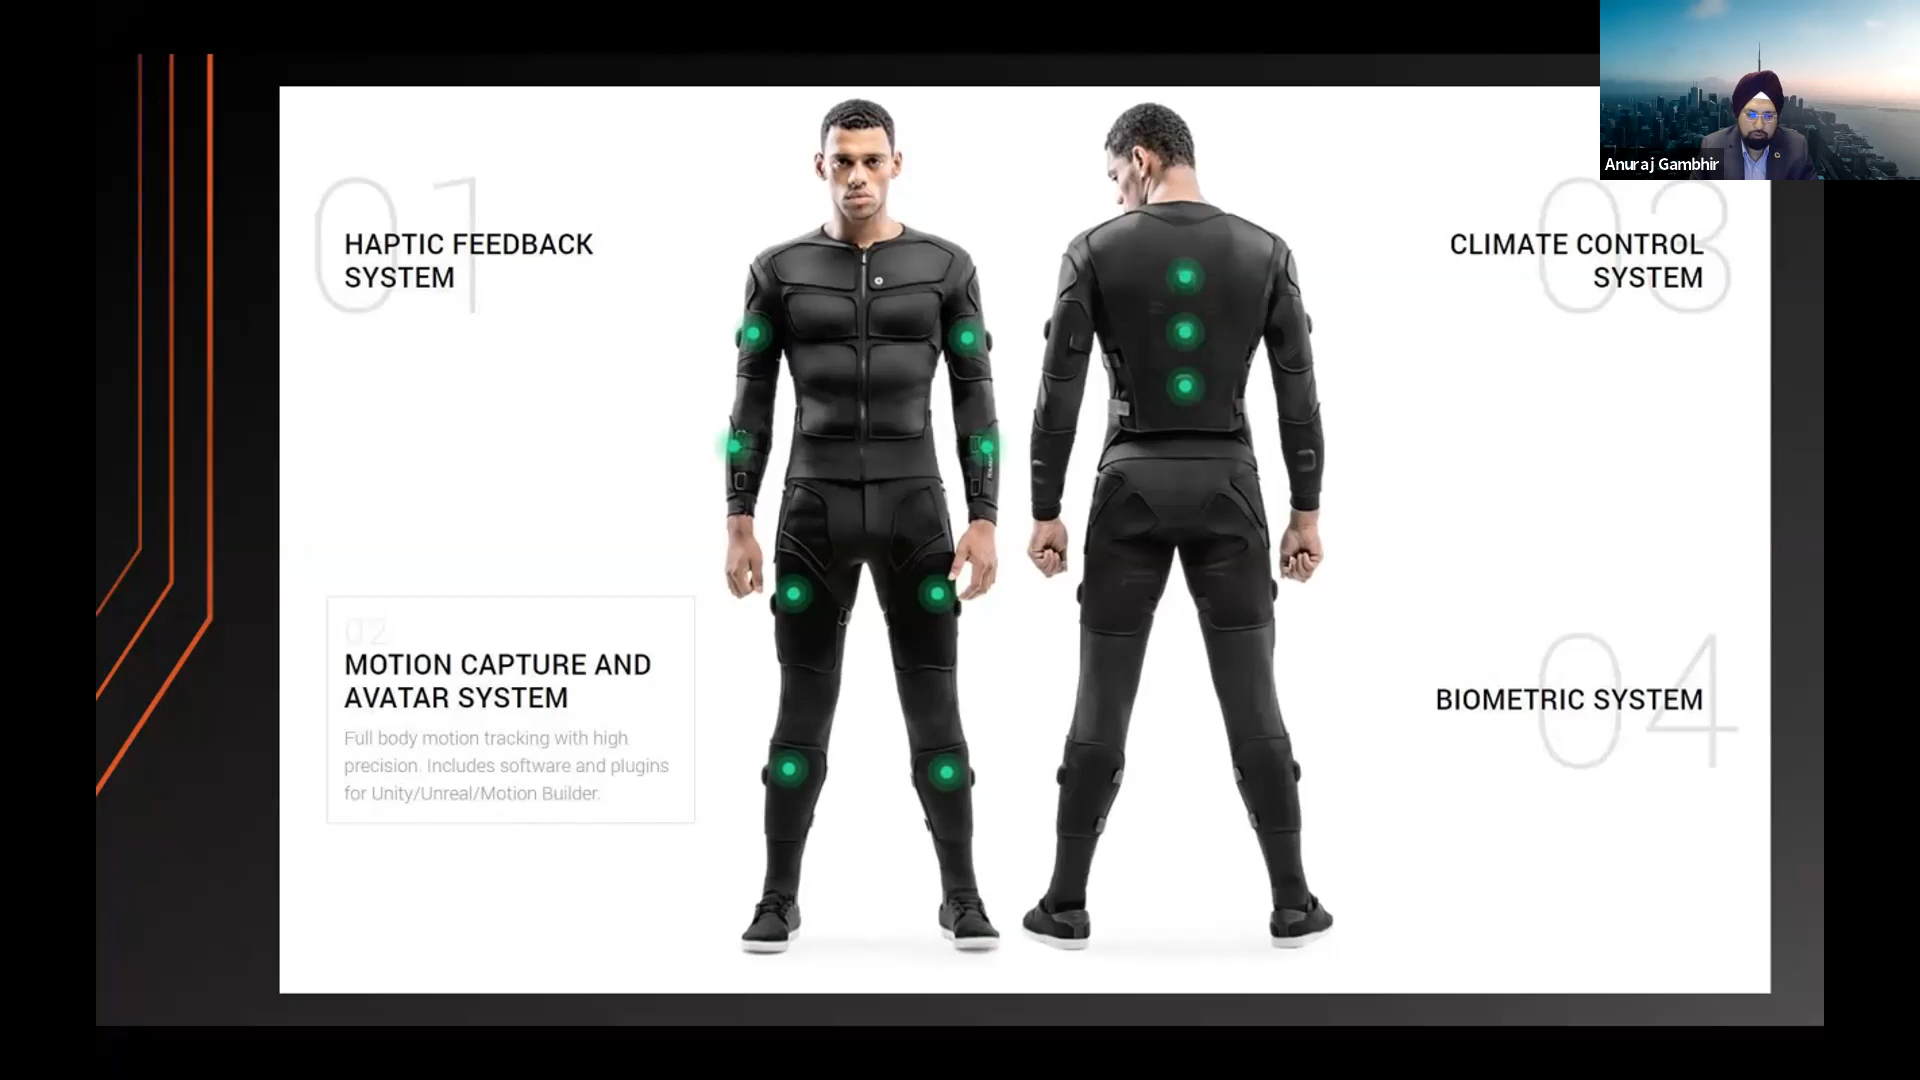 Anuraj Gambhir
01
HAPTIC FEEDBACK
SYSTEM
03
CLIMATE CONTROL
SYSTEM
02
MOTION CAPTURE AND
AVATAR SYSTEM
Full body motion tracking with high
precision. Includes software and plugins
for Unity/Unreal/Motion Builder.
04
BIOMETRIC SYSTEM